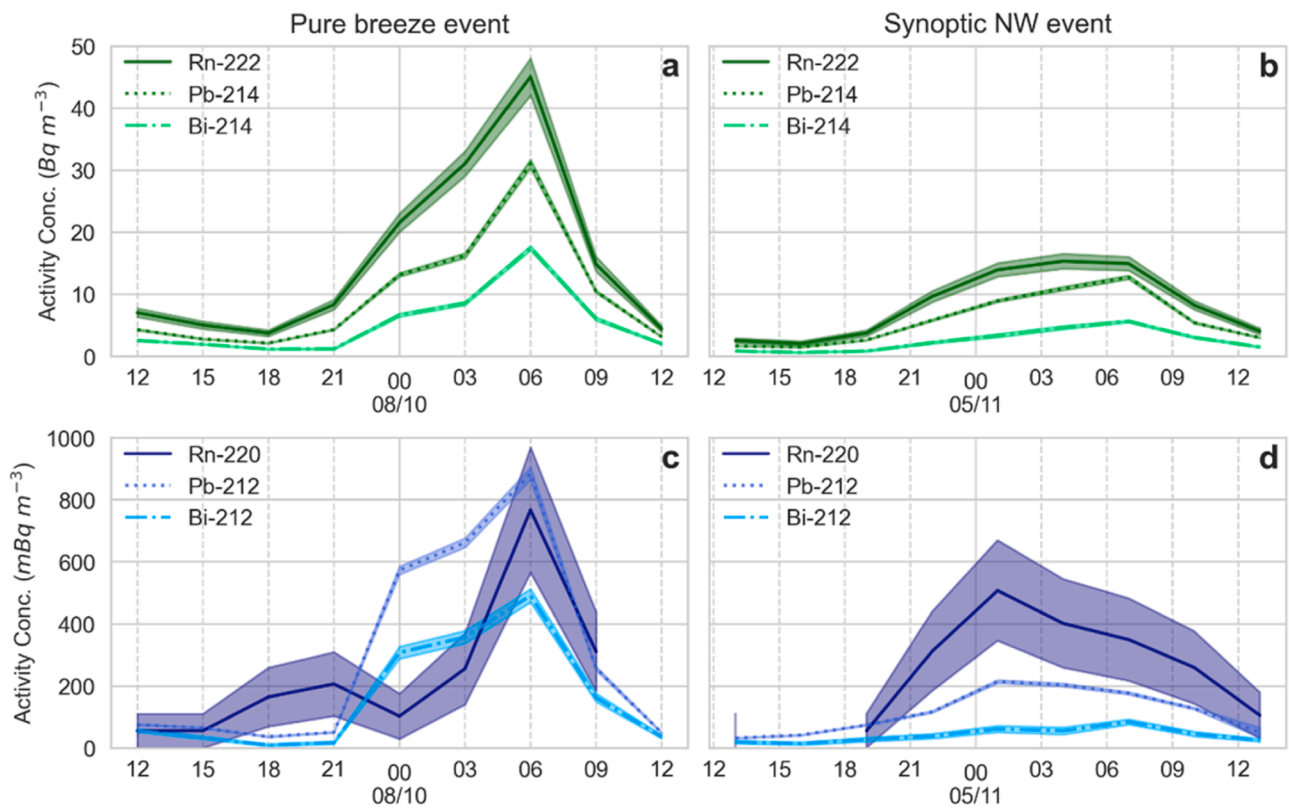 Pure breeze event
Synoptic NW event
Activity Conc. (Bq m−3)
50
40
30
20
10
0
Rn-222
Pb-214
Bi-214
a
12 15 18 21 00 03 06 09 12
08/10
Rn-222
Pb-214
Bi-214
b
12 15 18 21 00 03 06 09 12
05/11
Activity Conc. (mBq m−3)
1000
800
600
400
200
0
Rn-220
Pb-212
Bi-212
c
12 15 18 21 00 03 06 09 12
08/10
Rn-220
Pb-212
Bi-212
d
12 15 18 21 00 03 06 09 12
05/11